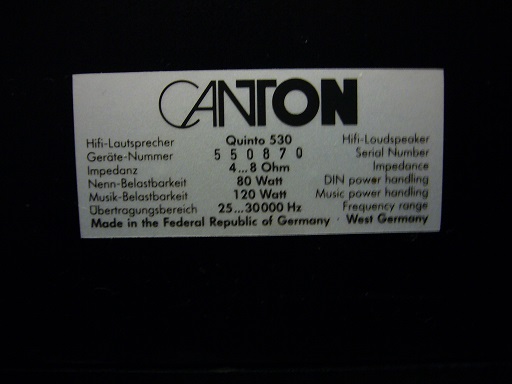 CANTON
Hifi-Lautsprecher Quinto 530 Hifi-Loudspeaker
Geräte-Nummer 550870 Serial Number
Impedanz 4...8 Ohm Impedance
Nenn-Belastbarkeit 80 Watt DIN power handling
Musik-Belastbarkeit 120 Watt Music power handling
Übertragungsbereich 25...30000 Hz Frequency range
Made in the Federal Republic of Germany · West Germany